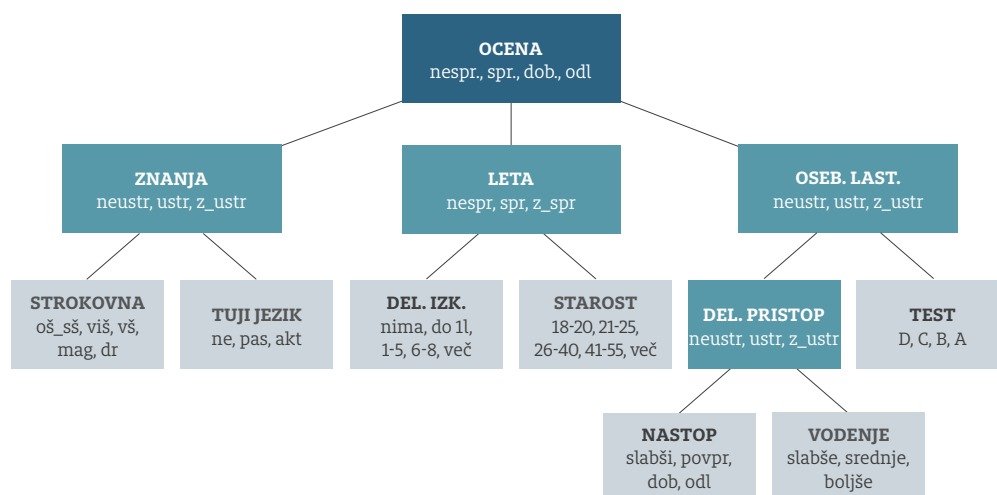 OCENA
nespr., spr., dob., odl
ZNANJA
neustr, ustr, z_ustr
LETA
nespr, spr, z_spr
OSEB. LAST.
neustr, ustr, z_ustr
STROKOVNA
oš_sš, viš, vš,
mag, dr
TUJI JEZIK
ne, pas, akt
DEL. IZK.
nima, do 1l,
1-5, 6-8, več
STAROST
18-20, 21-25,
26-40, 41-55, več
DEL. PRISTOP
neustr, ustr, z_ustr
TEST
D, C, B, A
NASTOP
slabši, povpr,
dob, odl
VODENJE
slabše, srednje,
boljše